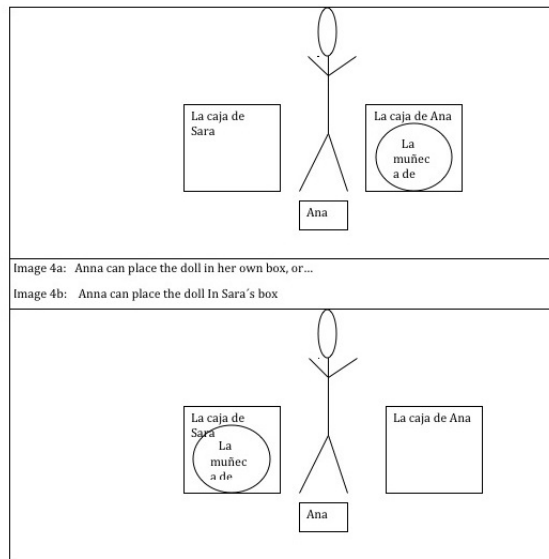 La caja de
Sara
La caja de Ana
La
muñec
a de
Ana
Image 4a: Anna can place the doll in her own box, or...
Image 4b: Anna can place the doll In Sara´s box
La caja de
Sara
La
muñec
a de
La caja de Ana
Ana